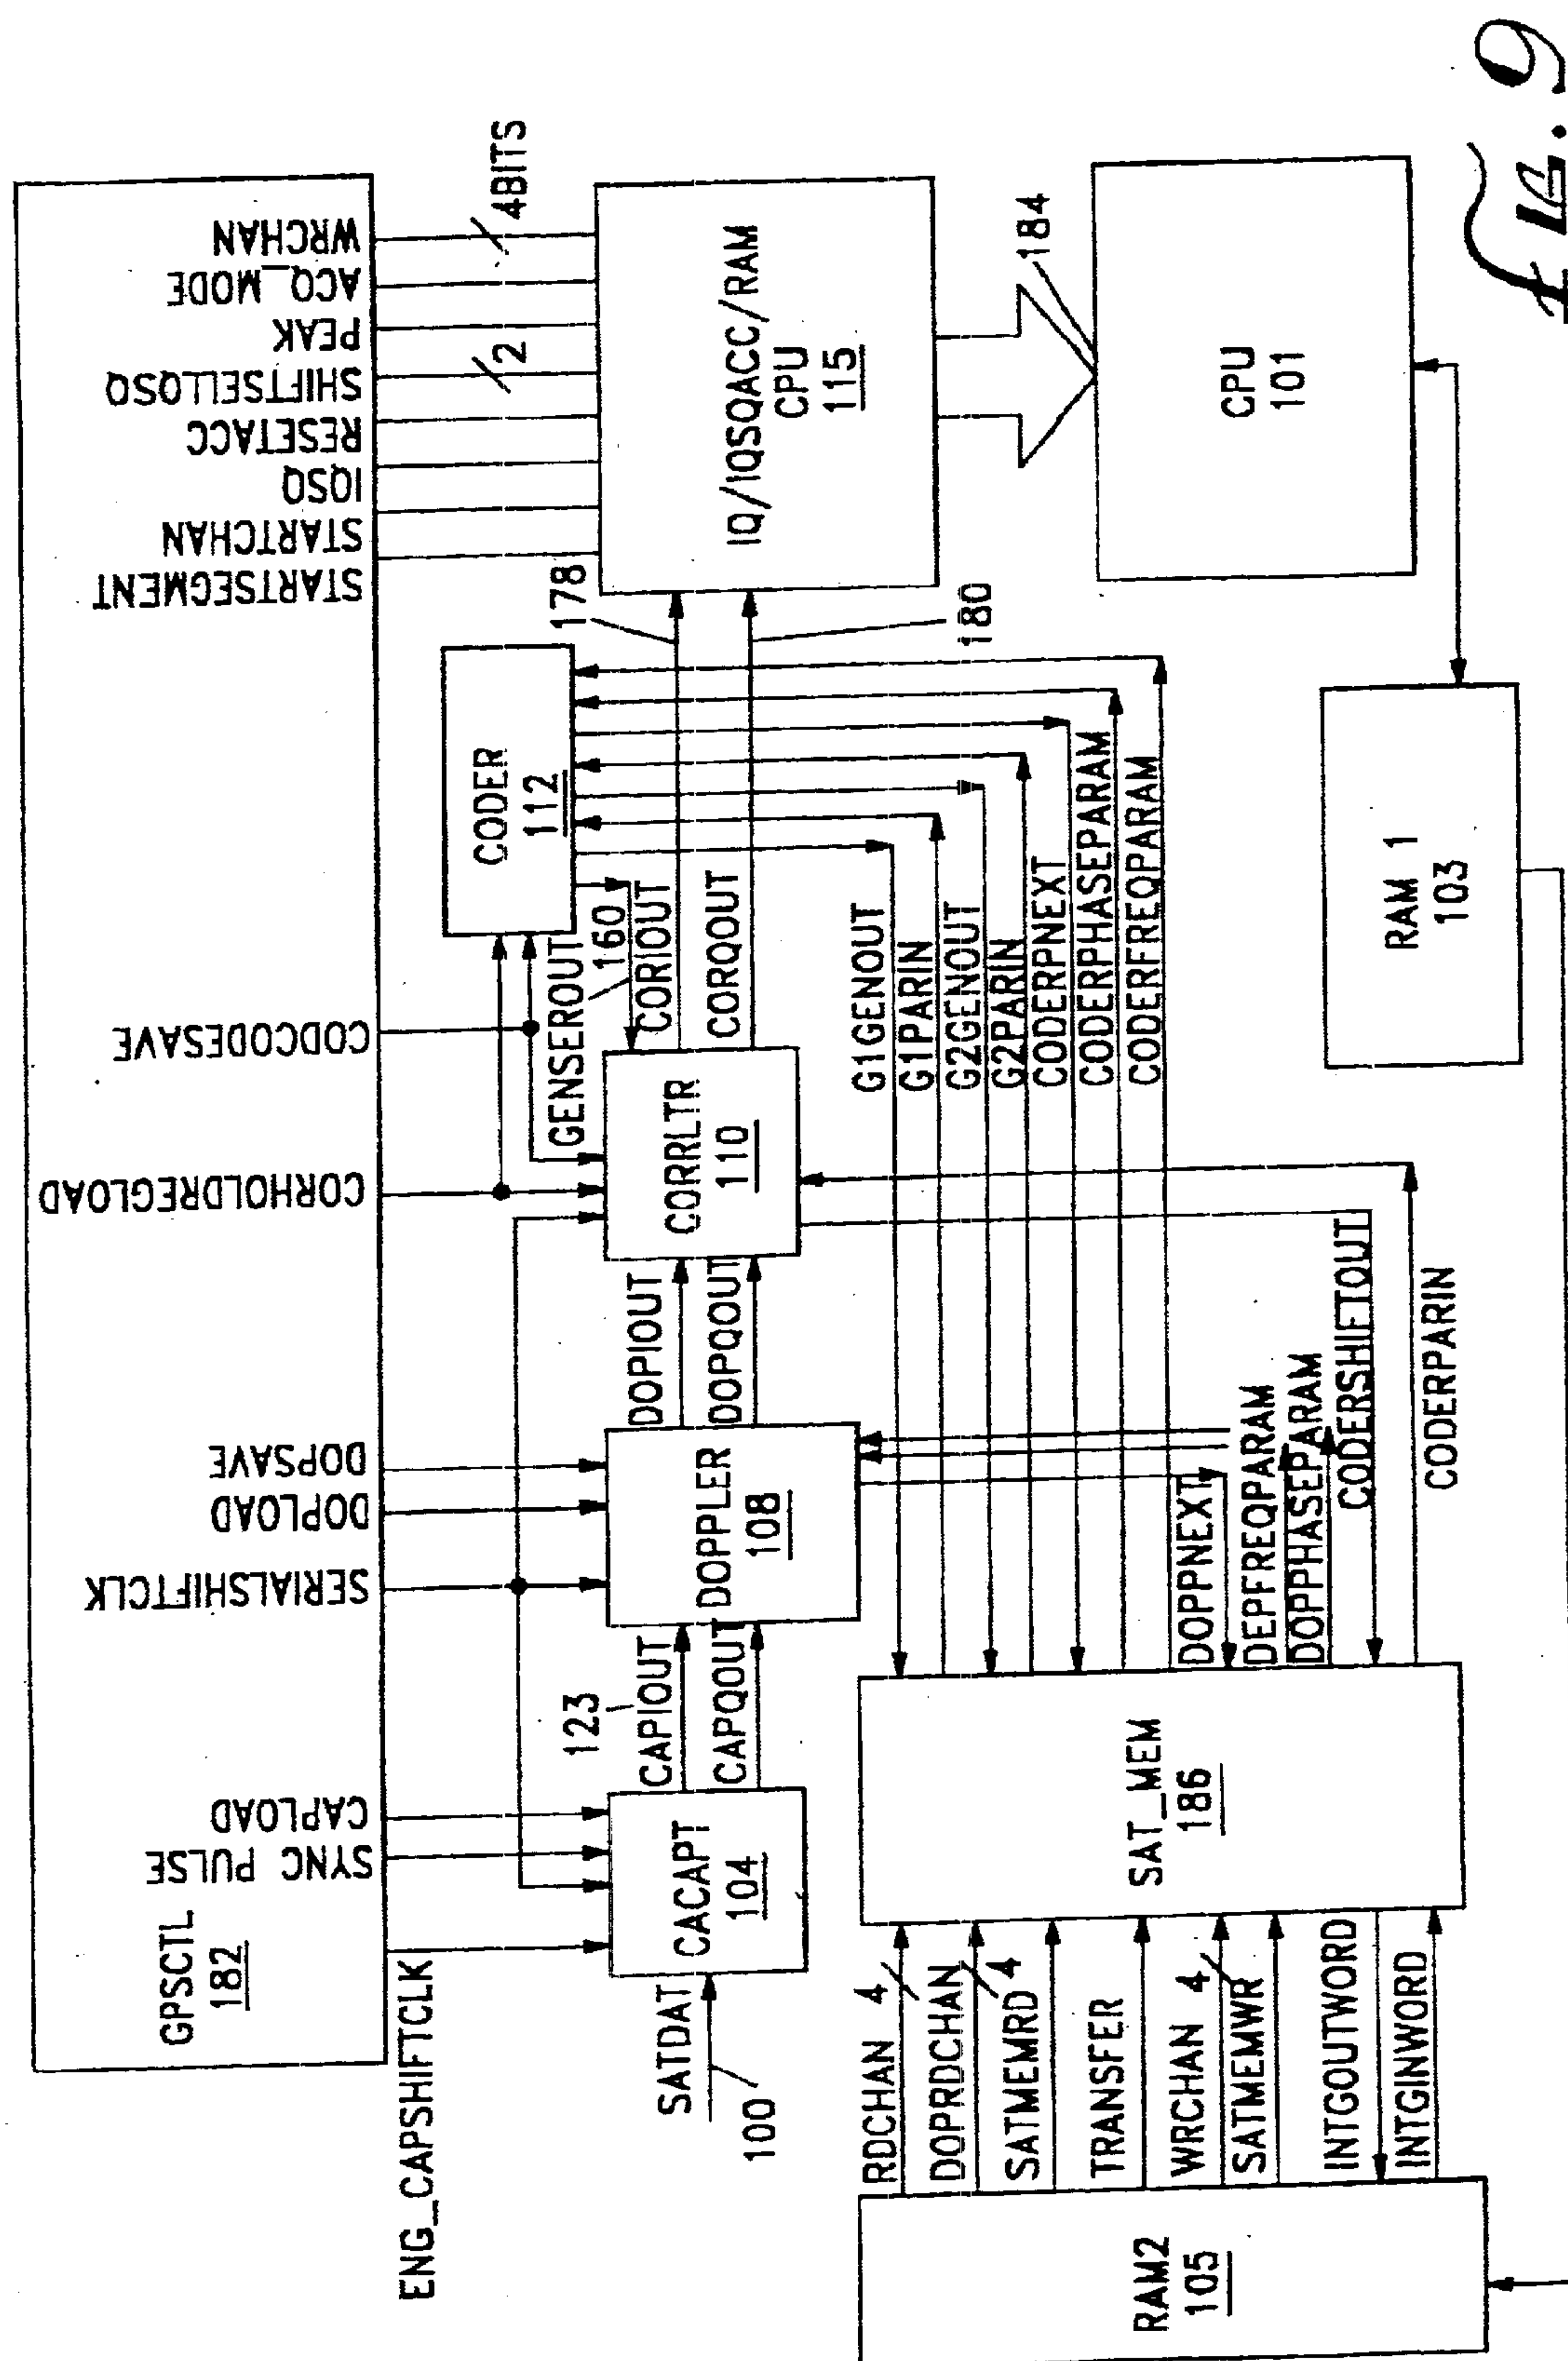 GPSCTL
182
ENG_CAPSHIFTCLK
SYNC PULSE
CAPLOAD
SERIALSHIFTCLK
DOPLOAD
DOPSAVE
CORHOLDREGLOAD
CODCODESAVE
STARTSEGMENT
STARTCHAN
IQSQ
RESETACC
SHIFTSELLQSQ
PEAK
ACQ_MODE
WRCHAN
2
4BITS
SATDAT
100
CACAPT
104
123
CAPIOUT
CAPQOUT
DOPPLER
108
DOPIOUT
DOPQOUT
CORRLTR
110
GENSEROUT
160
CORIOUT
CORQOUT
CODER
112
178
180
IQ/IQSQACC/RAM
CPU
115
184
CPU
101
RAM 1
103
G1GENOUT
G1PARIN
G2GENOUT
G2PARIN
CODERPNEXT
CODERPHASEPARAM
CODERFREQPARAM
DOPPNEXT
DEPFREQPARAM
DOPPHASEPARAM
CODERSHIFTOUT
CODERPARIN
SAT_MEM
186
RDCHAN 4
DOPRDCHAN 4
SATMEMRD
TRANSFER
WRCHAN 4
SATMEMWR
INTGOUTWORD
INTGINWORD
RAM2
105
FIG. 9